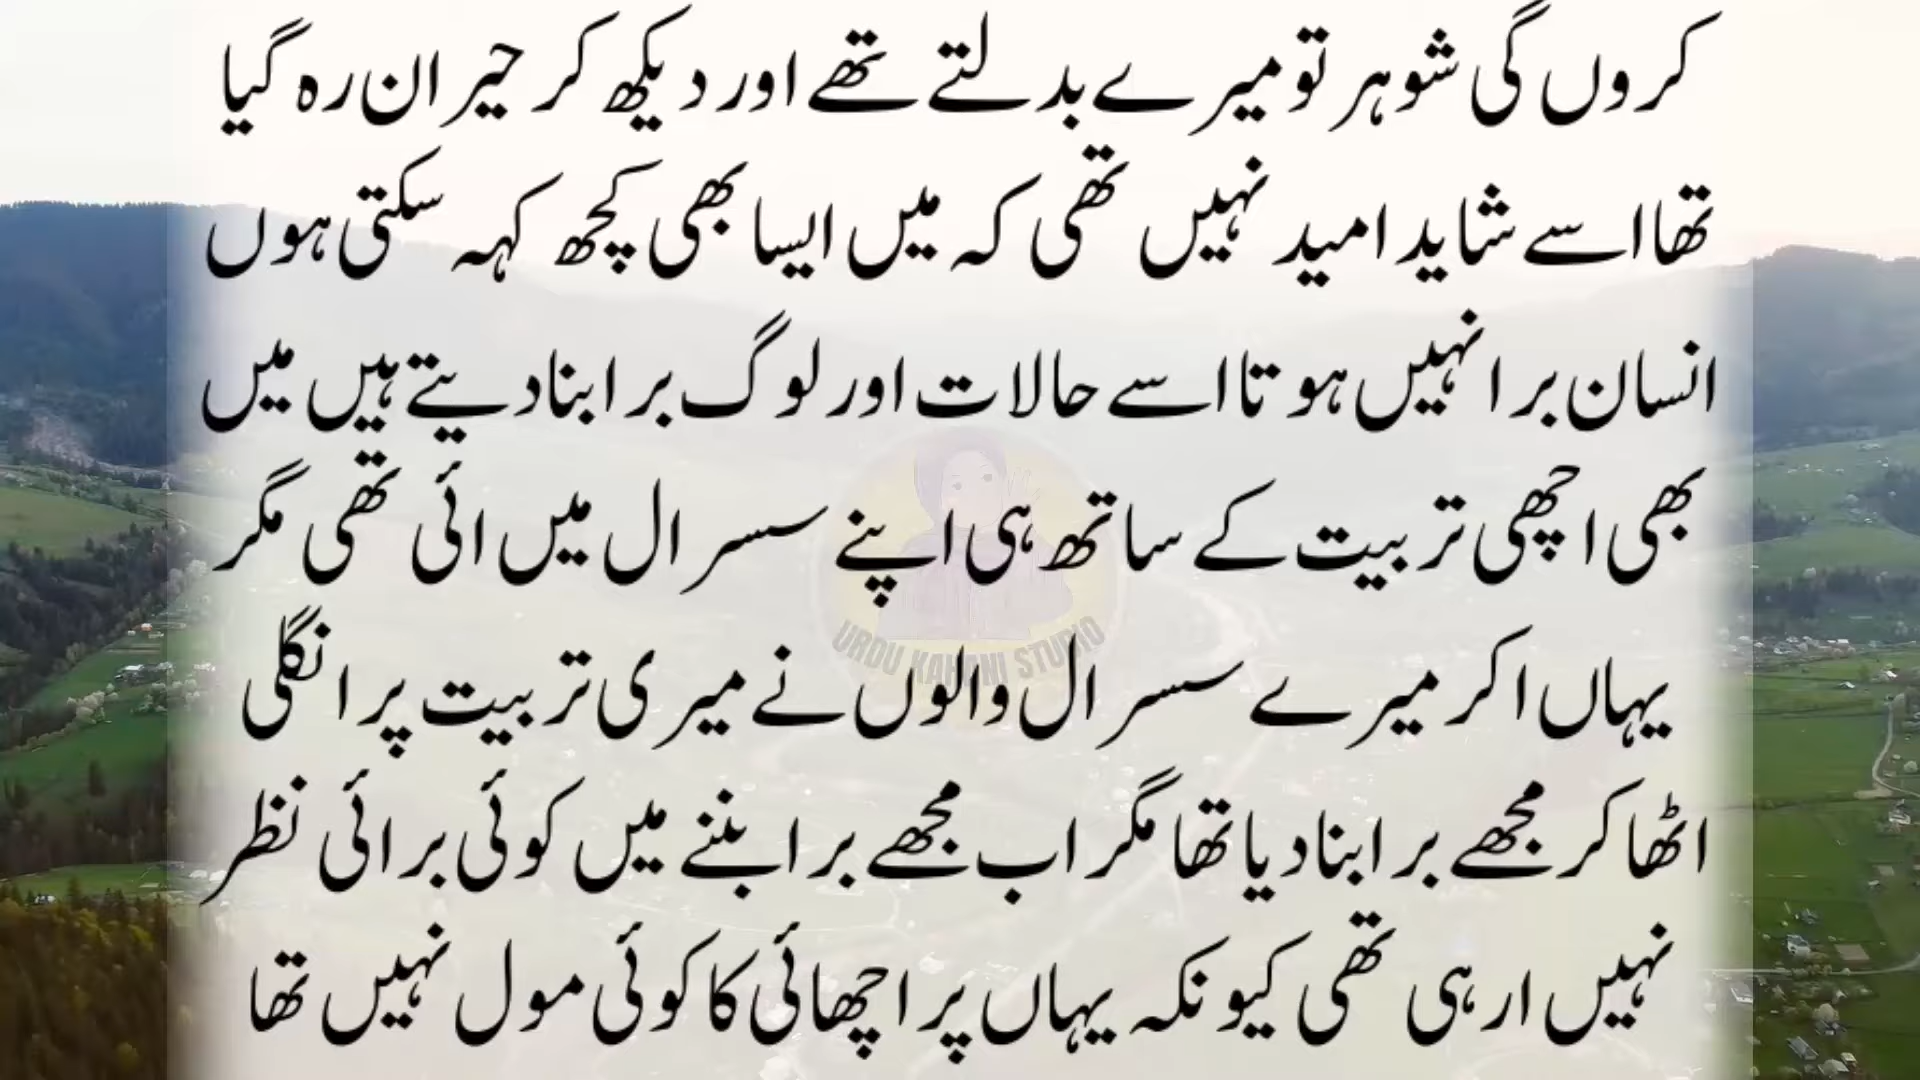 کروں گی شوہر تو میرے بدلتے تھے اور دیکھ کر حیران رہ گیا
تھا اسے شاید امید نہیں تھی کہ میں ایسا بھی کچھ کہہ سکتی ہوں
انسان برا نہیں ہوتا اسے حالات اور لوگ برا بنا دیتے ہیں میں
بھی اچھی تربیت کے ساتھ ہی اپنے سسرال میں ائی تھی مگر
یہاں اکر میرے سسرال والوں نے میری تربیت پر انگلی
اٹھا کر مجھے برا بنا دیا تھا مگر اب مجھے برا بننے میں کوئی برائی نظر
نہیں ارہی تھی کیونکہ یہاں پر اچھائی کا کوئی مول نہیں تھا
URDU KAHANI STUDIO